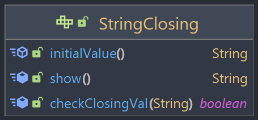 StringClosing
initialValue() String
show() String
checkClosingVal(String) boolean